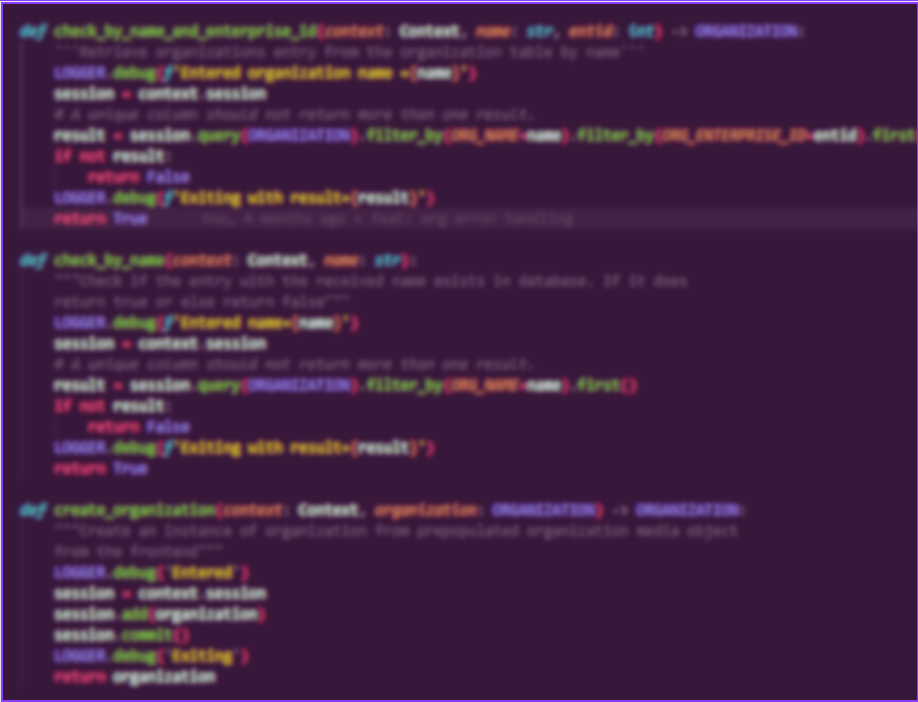 def check_by_name_and_enterprise_id(context: Context, name: str, entid: int) -> ORGANIZATION:
'''Retrieve organizations entry from the organization table by name'''
LOGGER.debug(f"Entered organization name ={name}")
session = context.session
# A unique column should not return more than one result.
result = session.query(ORGANIZATION).filter_by(ORG_NAME=name).filter_by(ORG_ENTERPRISE_ID=entid).first
if not result:
return False
LOGGER.debug(f"Exiting with result={result}")
return True You, 4 months ago • feat: org error handling
def check_by_name(context: Context, name: str):
"""Check if the entry with the received name exists in database. If it does
return true or else return false"""
LOGGER.debug(f"Entered name={name}")
session = context.session
# A unique column should not return more than one result.
result = session.query(ORGANIZATION).filter_by(ORG_NAME=name).first()
if not result:
return False
LOGGER.debug(f"Exiting with result={result}")
return True
def create_organization(context: Context, organization: ORGANIZATION) -> ORGANIZATION:
"""Create an instance of organization from prepopulated organization media object
from the frontend"""
LOGGER.debug('Entered')
session = context.session
session.add(organization)
session.commit()
LOGGER.debug('Exiting')
return organization